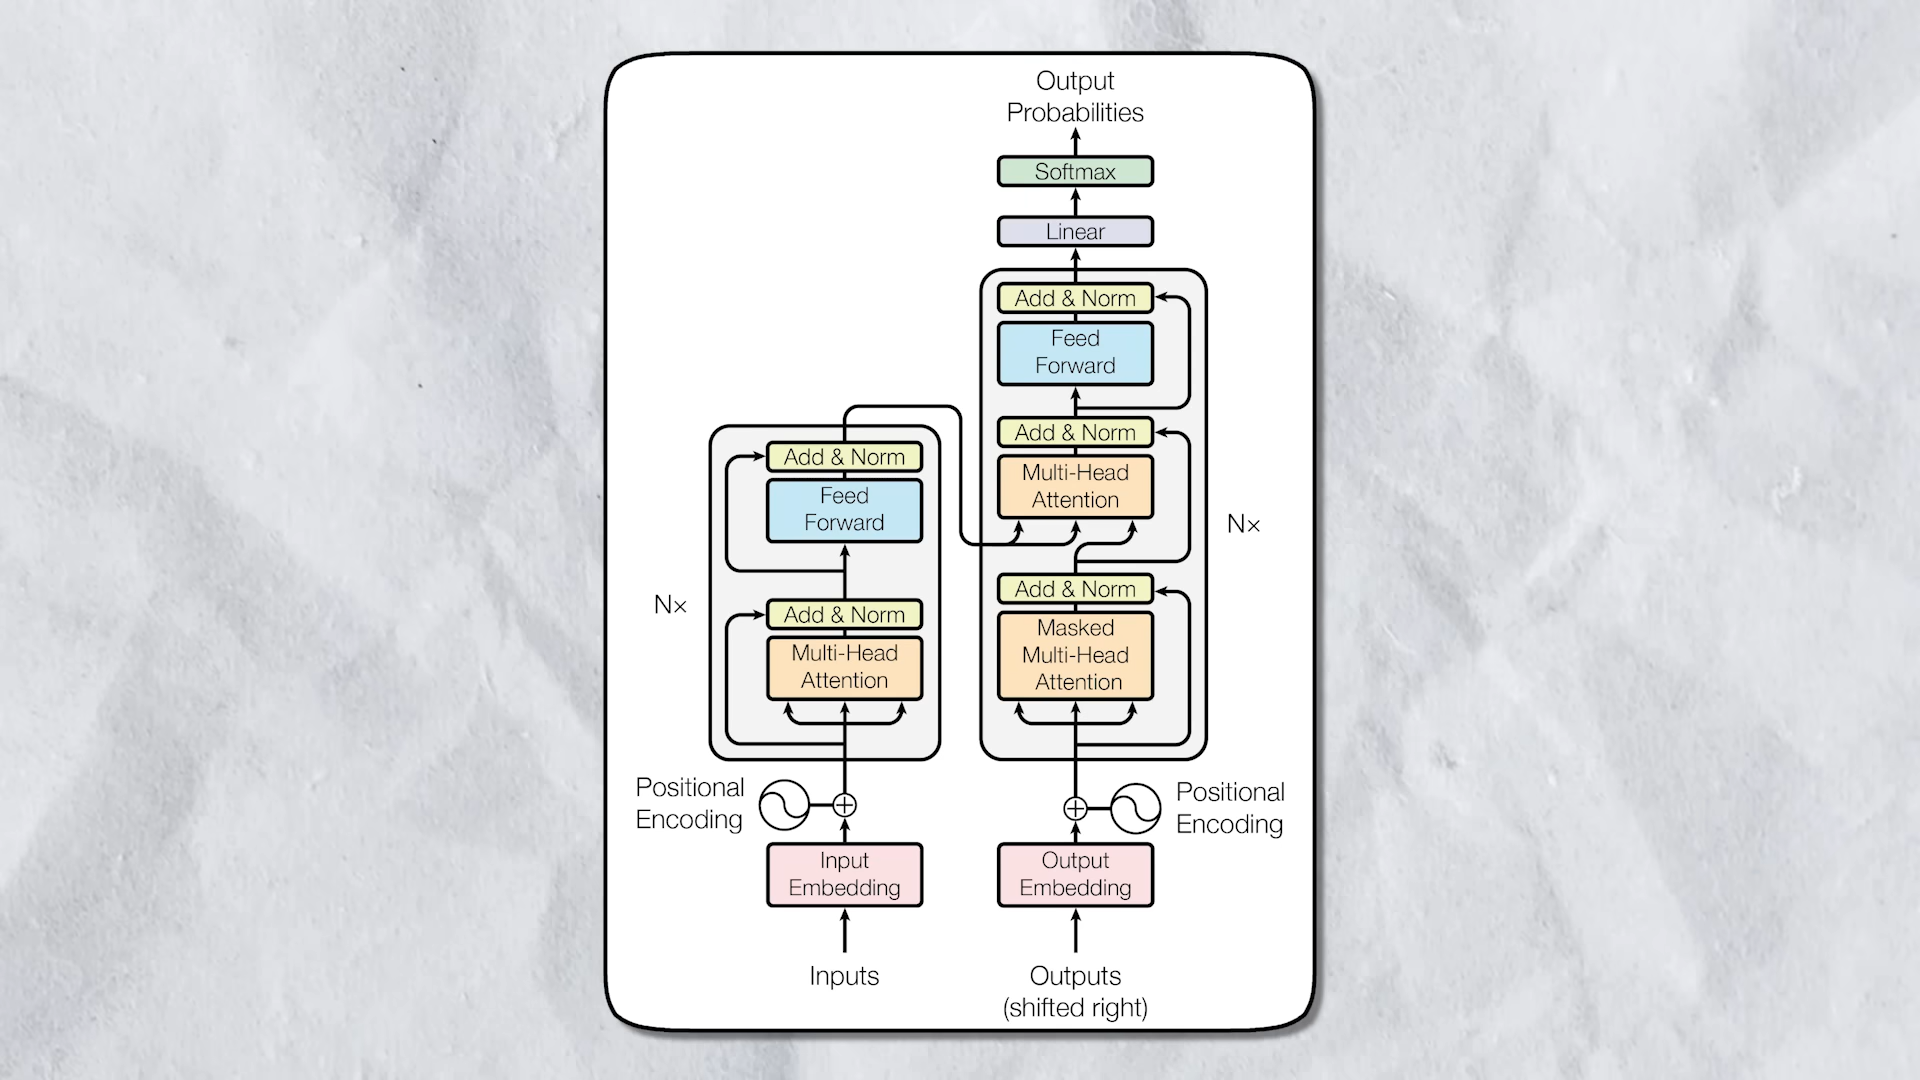 Output
Probabilities
Softmax
Linear
Add & Norm
Feed
Forward
Add & Norm
Multi-Head
Attention
Nx
Add & Norm
Masked
Multi-Head
Attention
Add & Norm
Feed
Forward
Nx
Add & Norm
Multi-Head
Attention
Positional
Encoding
Positional
Encoding
Input
Embedding
Output
Embedding
Inputs
Outputs
(shifted right)